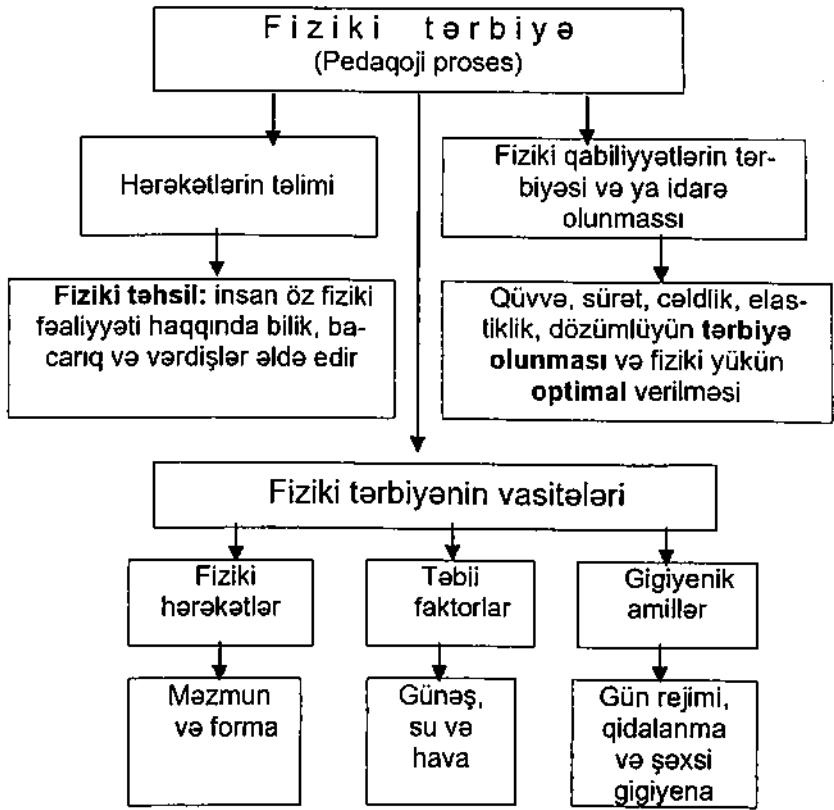 Fiziki tərbiyə
(Pedaqoji proses)
Hərəkətlərin təlimi
Fiziki qabiliyyətlərin tər-
biyəsi və ya idarə
olunmassı
Fiziki təhsil: insan öz fiziki
fəaliyyəti haqqında bilik, ba-
carıq və vərdişlər əldə edir
Qüvvə, sürət, cəldlik, elas-
tiklik, dözümlüyün tərbiyə
olunması və fiziki yükün
optimal verilməsi
Fiziki tərbiyənin vasitələri
Fiziki
hərəkətlər
Təbii
faktorlar
Gigiyenik
amillər
Məzmun
və forma
Günəş,
su və
hava
Gün rejimi,
qidalanma
və şəxsi
gigiyena